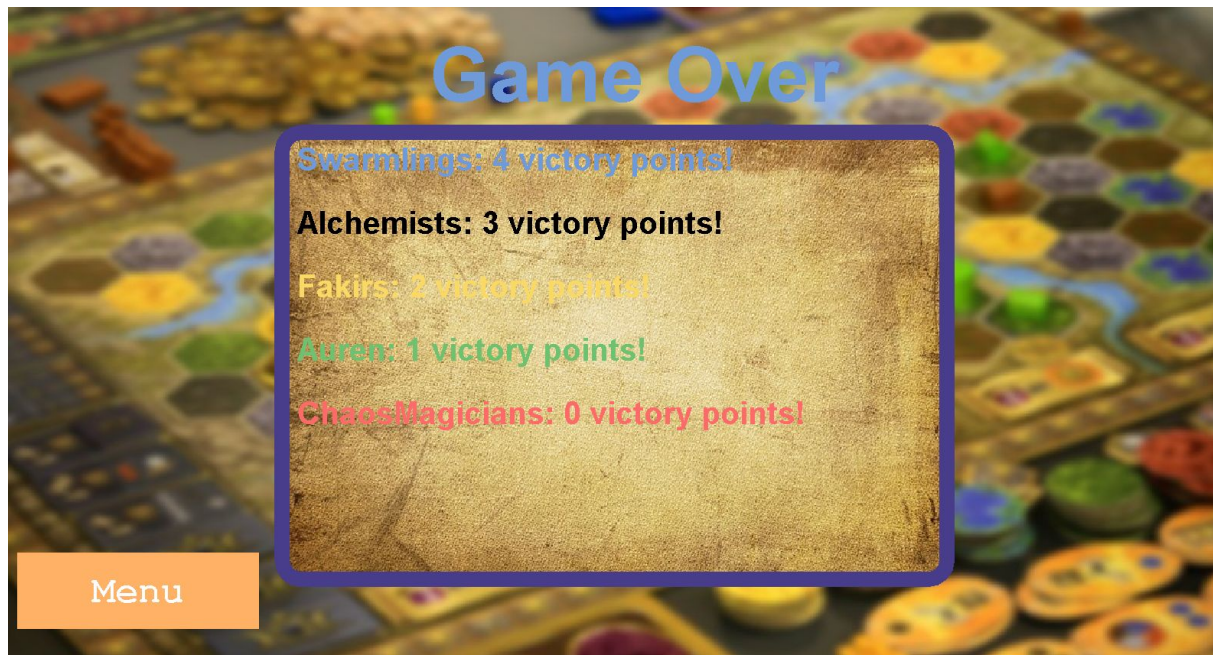 Game Over
Swarmlings: 4 victory points!
Alchemists: 3 victory points!
Fakirs: 2 victory points!
Auren: 1 victory points!
ChaosMagicians: 0 victory points!
Menu